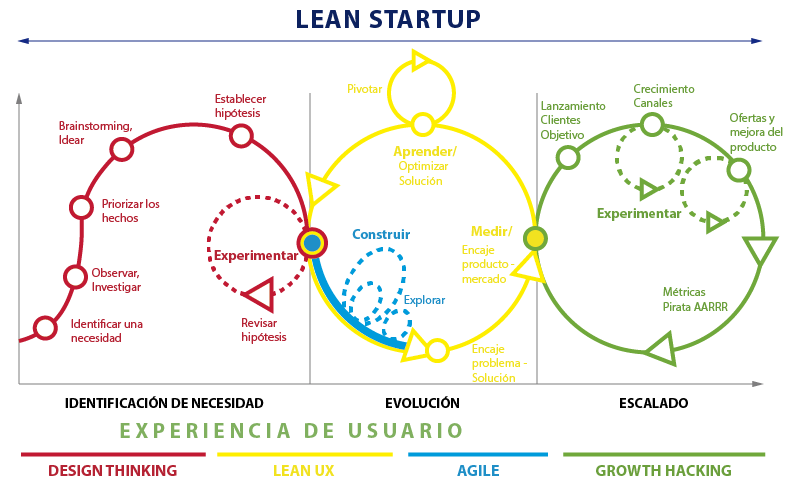 LEAN STARTUP
Establecer
hipótesis
Brainstorming,
Idear
Priorizar los
hechos
Observar,
Investigar
Identificar una
necesidad
Experimentar
Revisar
hipótesis
Pivotar
Aprender/
Optimizar
Solución
Construir
Explorar
Medir/
Encaje
producto -
mercado
Encaje
problema -
Solución
Lanzamiento
Clientes
Objetivo
Crecimiento
Canales
Ofertas y
mejora del
producto
Experimentar
Métricas
Pirata AARRR
IDENTIFICACIÓN DE NECESIDAD
EVOLUCIÓN
ESCALADO
EXPERIENCIA DE USUARIO
DESIGN THINKING
LEAN UX
AGILE
GROWTH HACKING